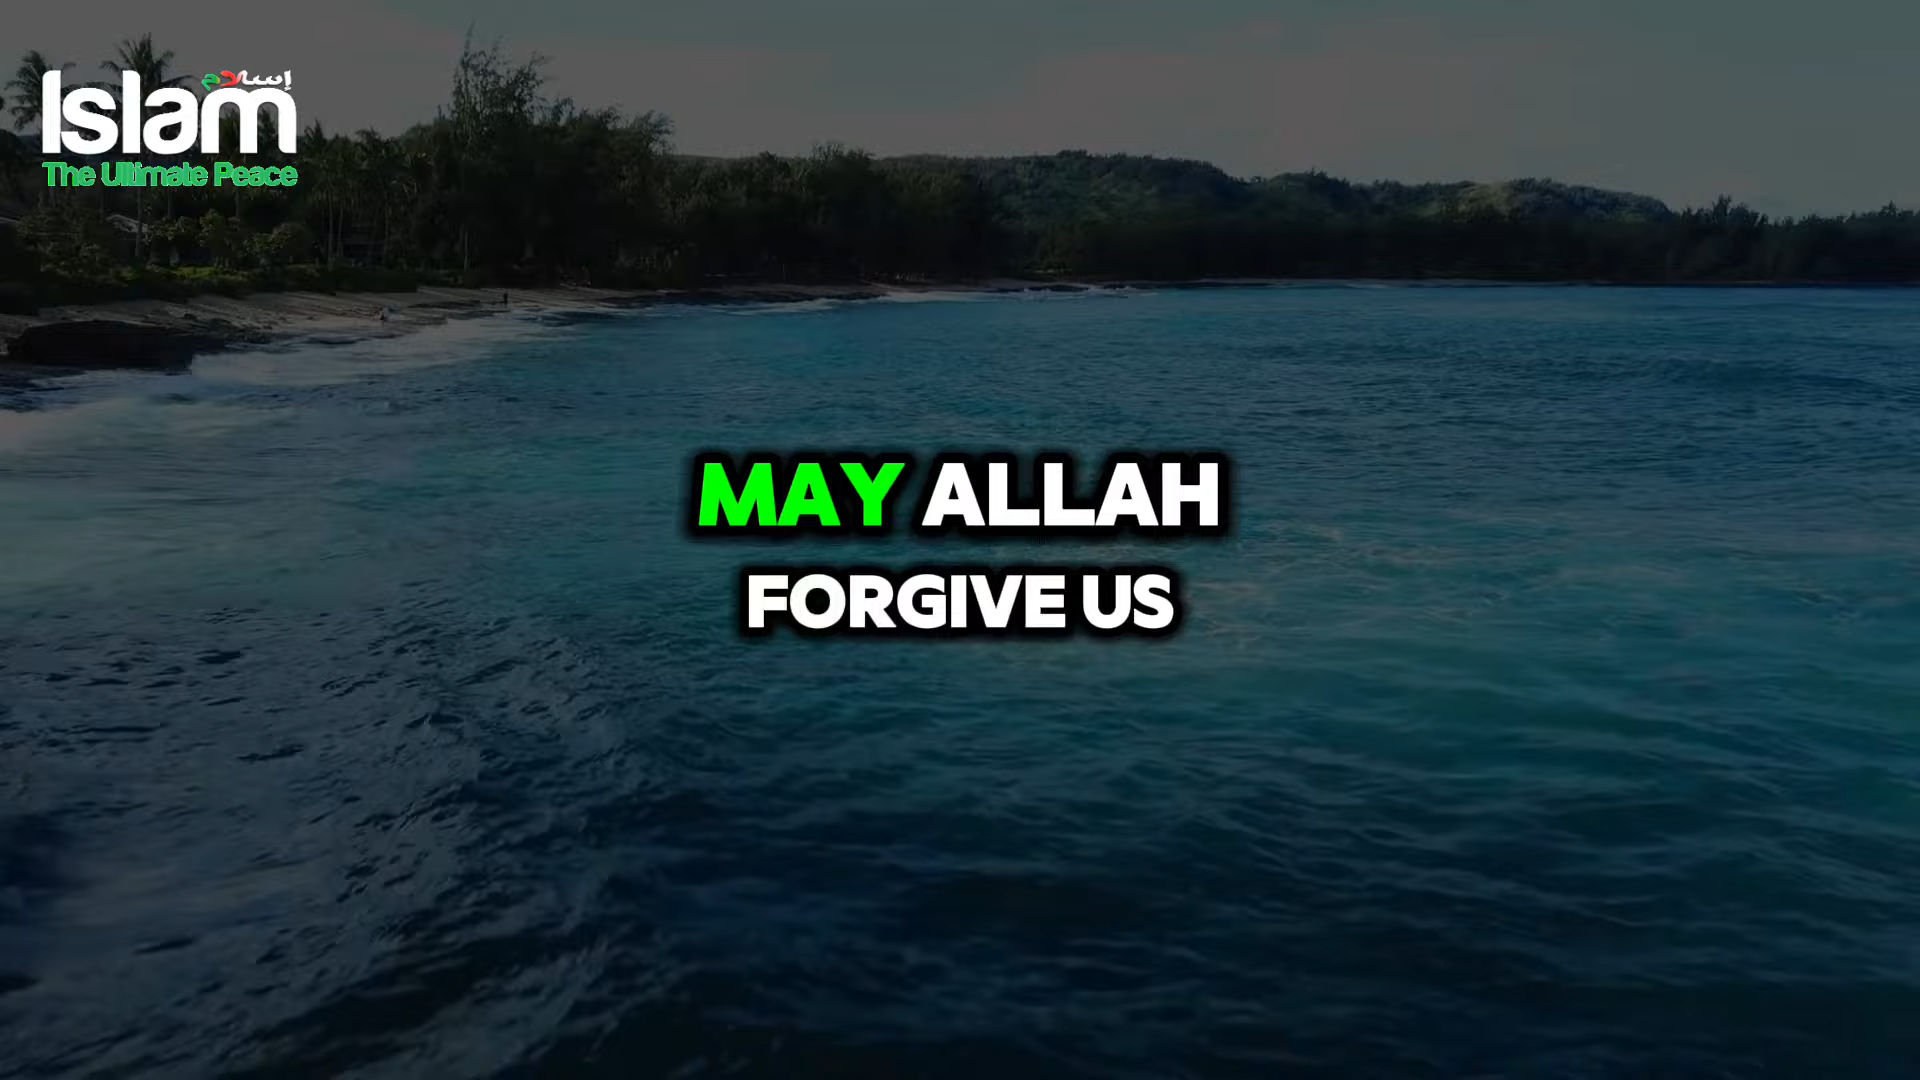 إسلام
Islam
The Ultimate Peace
MAY ALLAH
FORGIVE US